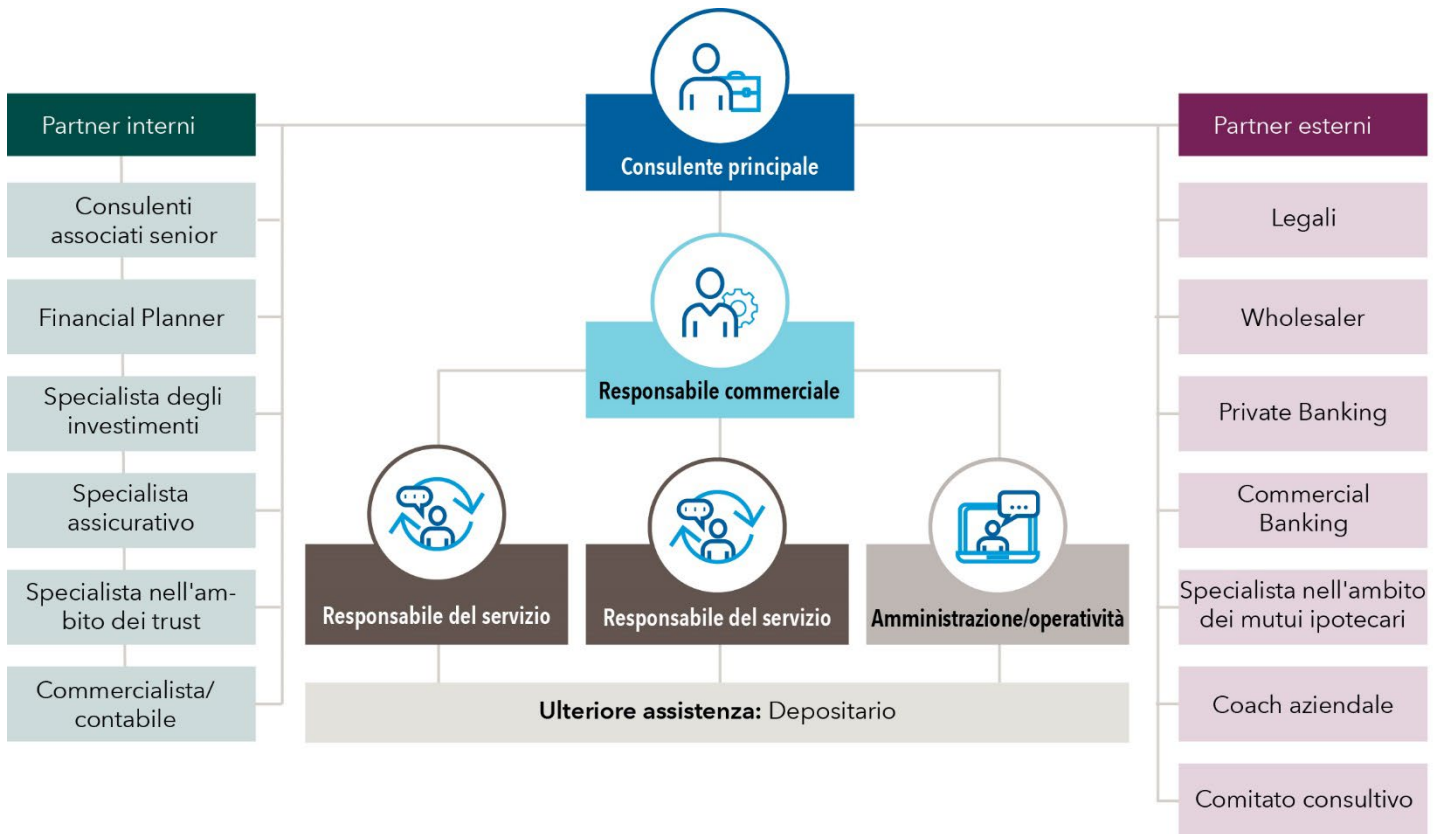 Partner interni
Consulenti
associati senior
Financial Planner
Specialista degli
investimenti
Specialista
assicurativo
Specialista nell'am-
bito dei trust
Commercialista/
contabile
Consulente principale
Responsabile commerciale
Responsabile del servizio
Responsabile del servizio
Amministrazione/operatività
Ulteriore assistenza: Depositario
Partner esterni
Legali
Wholesaler
Private Banking
Commercial
Banking
Specialista nell'ambito
dei mutui ipotecari
Coach aziendale
Comitato consultivo